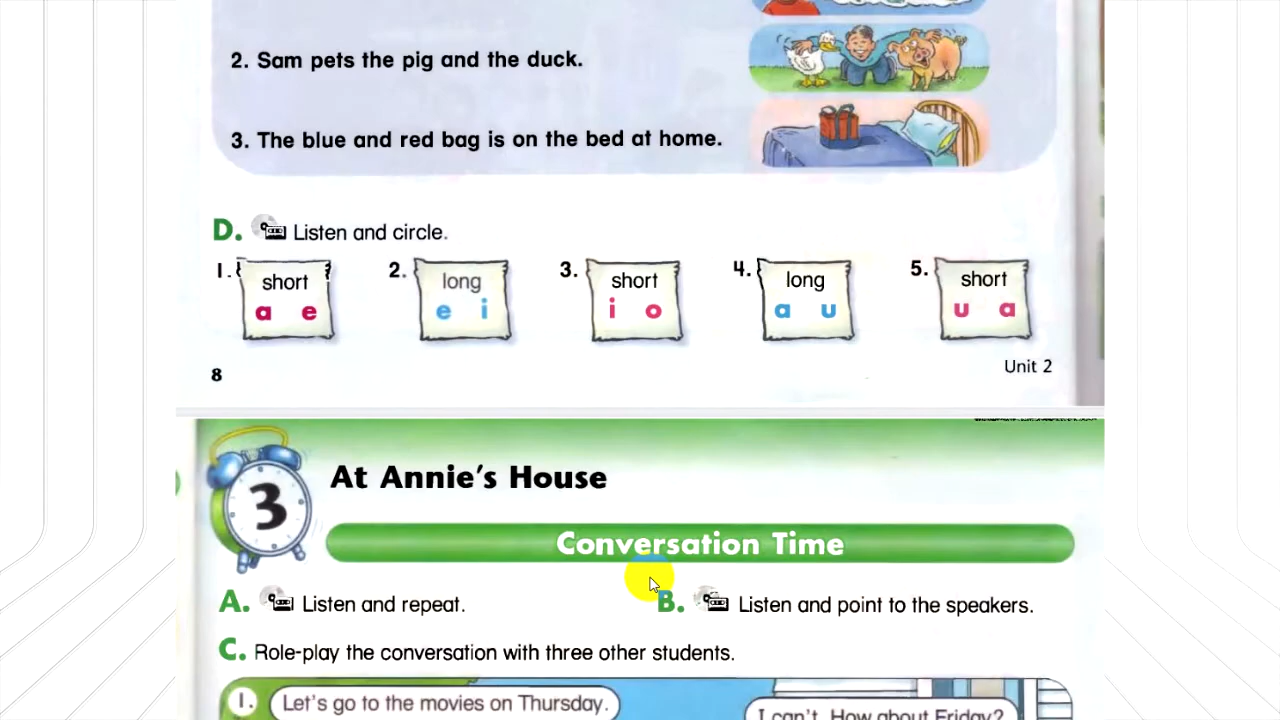 2. Sam pets the pig and the duck.
3. The blue and red bag is on the bed at home.
D. Listen and circle.
1. short 2. long 3. short 4. long 5. short
a e e i i o a u u a
8 Unit 2
3 At Annie's House
Conversation Time
A. Listen and repeat. B. Listen and point to the speakers.
C. Role-play the conversation with three other students.
1. Let's go to the movies on Thursday.
I can't. How about Friday?